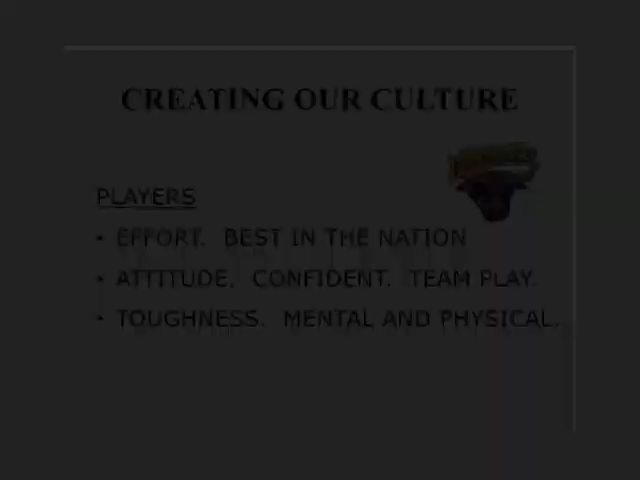 CREATING OUR CULTURE
PLAYERS
• EFFORT. BEST IN THE NATION
• ATTITUDE. CONFIDENT. TEAM PLAY.
• TOUGHNESS. MENTAL AND PHYSICAL.